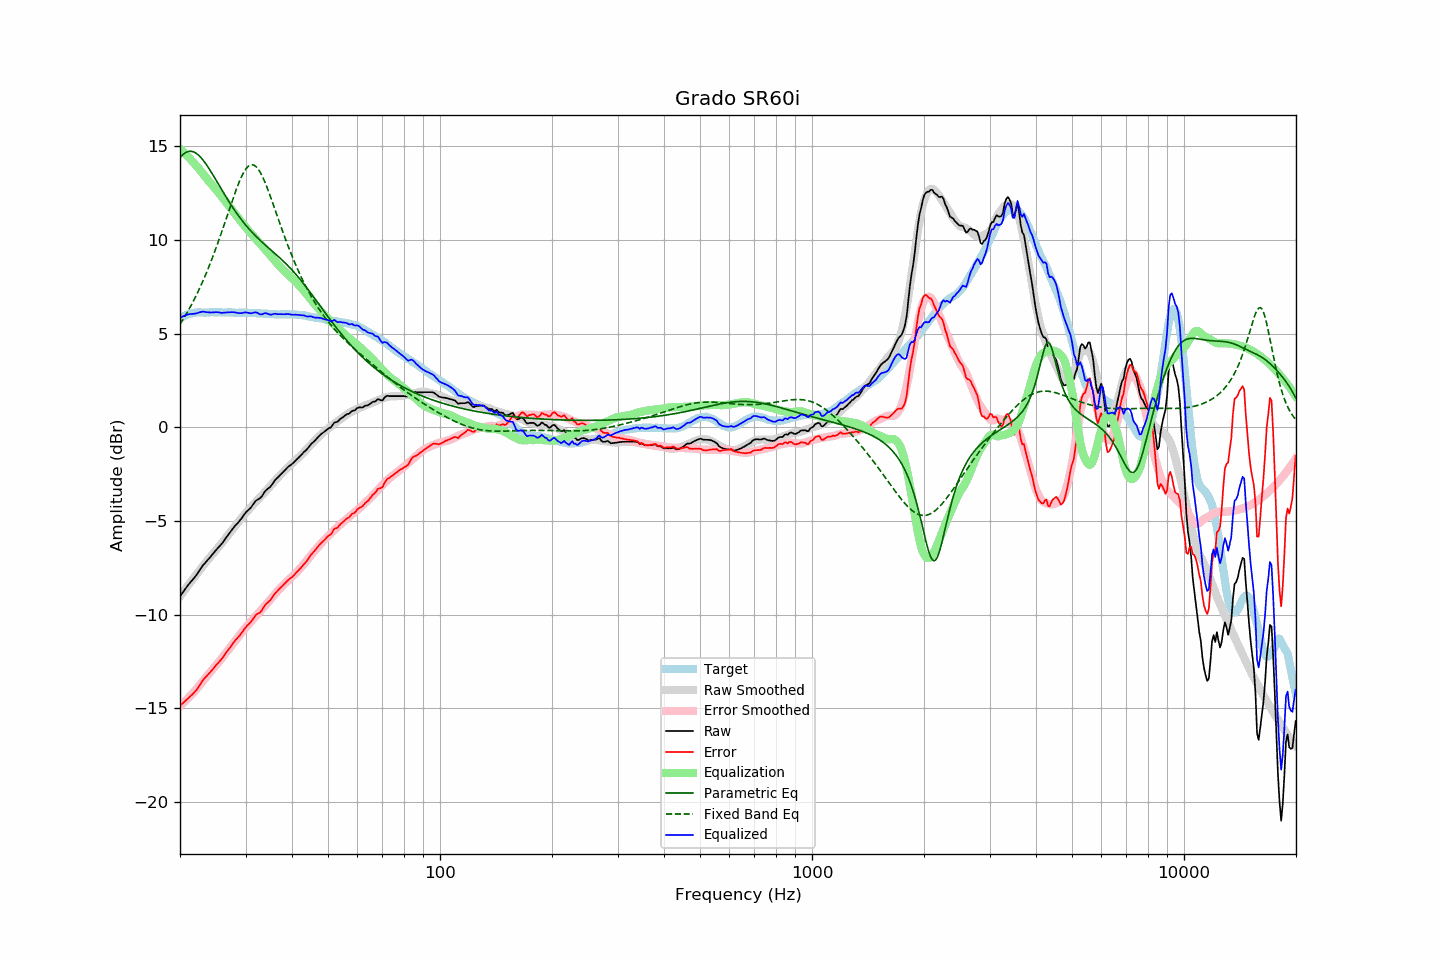 Grado SR60i
15
10
5
0
−5
−10
−15
−20
Amplitude (dBr)
Target
Raw Smoothed
Error Smoothed
Raw
Error
Equalization
Parametric Eq
Fixed Band Eq
Equalized
100
1000
10000
Frequency (Hz)